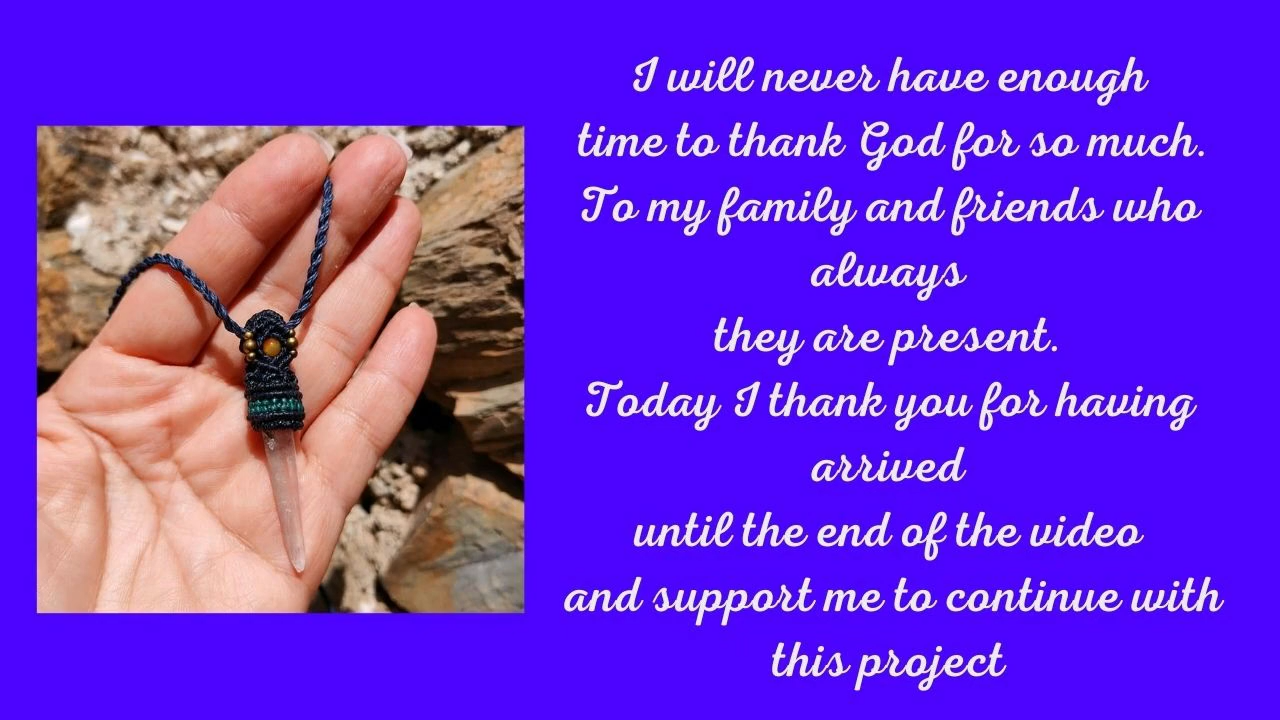 I will never have enough
time to thank God for so much.
To my family and friends who
always
they are present.
Today I thank you for having
arrived
until the end of the video
and support me to continue with
this project